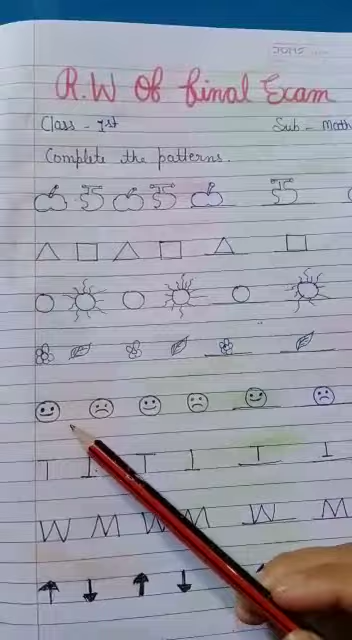 R.W Of Final Exam
Class - 1st Sub - Math
Complete the patterns.
T T
W M W M W M